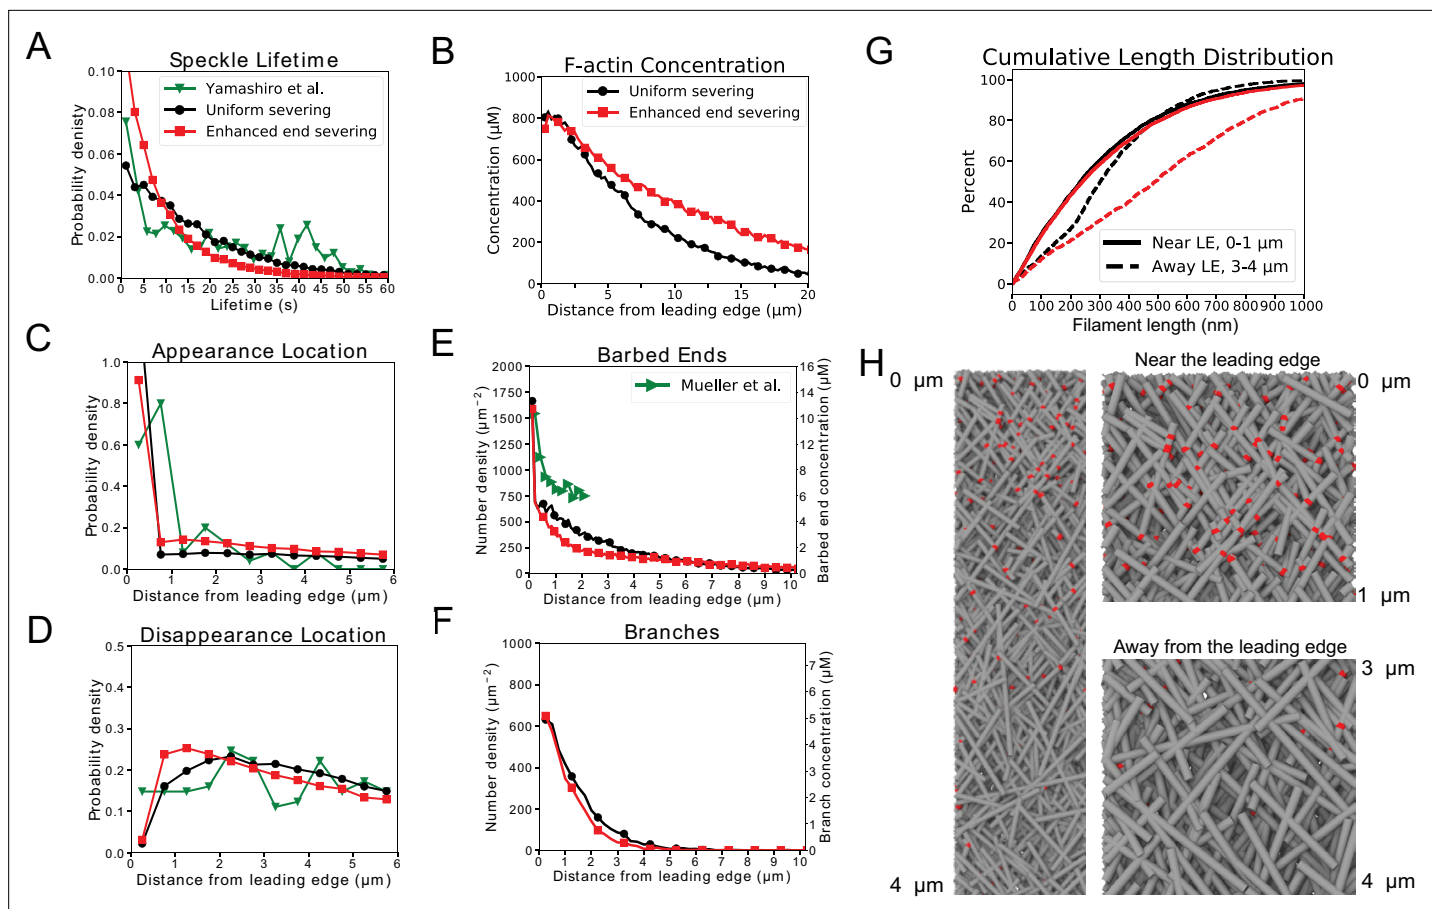 A
Speckle Lifetime
Probability denisty
0.10
0.08
0.06
0.04
0.02
0.00
Yamashiro et al.
Uniform severing
Enhanced end severing
0 5 10 15 20 25 30 35 40 45 50 55 60
Lifetime (s)
B
F-actin Concentration
Concentration (µM)
1000
800
600
400
200
0
Uniform severing
Enhanced end severing
0 5 10 15 20
Distance from leading edge (µm)
G
Cumulative Length Distribution
Percent
100
80
60
40
20
0
Near LE, 0-1 µm
Away LE, 3-4 µm
0 100 200 300 400 500 600 700 800 900 1000
Filament length (nm)
C
Appearance Location
Probability density
1.0
0.8
0.6
0.4
0.2
0.0
0 1 2 3 4 5 6
Distance from leading edge (µm)
E
Barbed Ends
Number density (µm⁻²)
2000
1750
1500
1250
1000
750
500
250
0
Mueller et al.
16
14
12
10
8
6
4
2
0
Barbed end concentration (µM)
0 1 2 3 4 5 6 7 8 9 10
Distance from leading edge (µm)
H
0 µm
4 µm
Near the leading edge
0 µm
1 µm
Away from the leading edge
3 µm
4 µm
D
Disappearance Location
Probability density
0.5
0.4
0.3
0.2
0.1
0.0
0 1 2 3 4 5 6
Distance from leading edge (µm)
F
Branches
Number density (µm⁻²)
1000
800
600
400
200
0
7
6
5
4
3
2
1
0
Branch concentration (µM)
0 1 2 3 4 5 6 7 8 9 10
Distance from leading edge (µm)